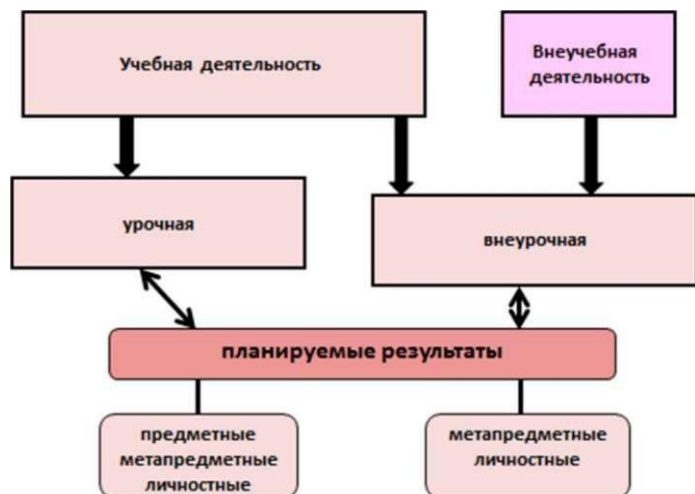 Учебная деятельность
Внеучебная
деятельность
урочная
внеурочная
планируемые результаты
предметные
метапредметные
личностные
метапредметные
личностные